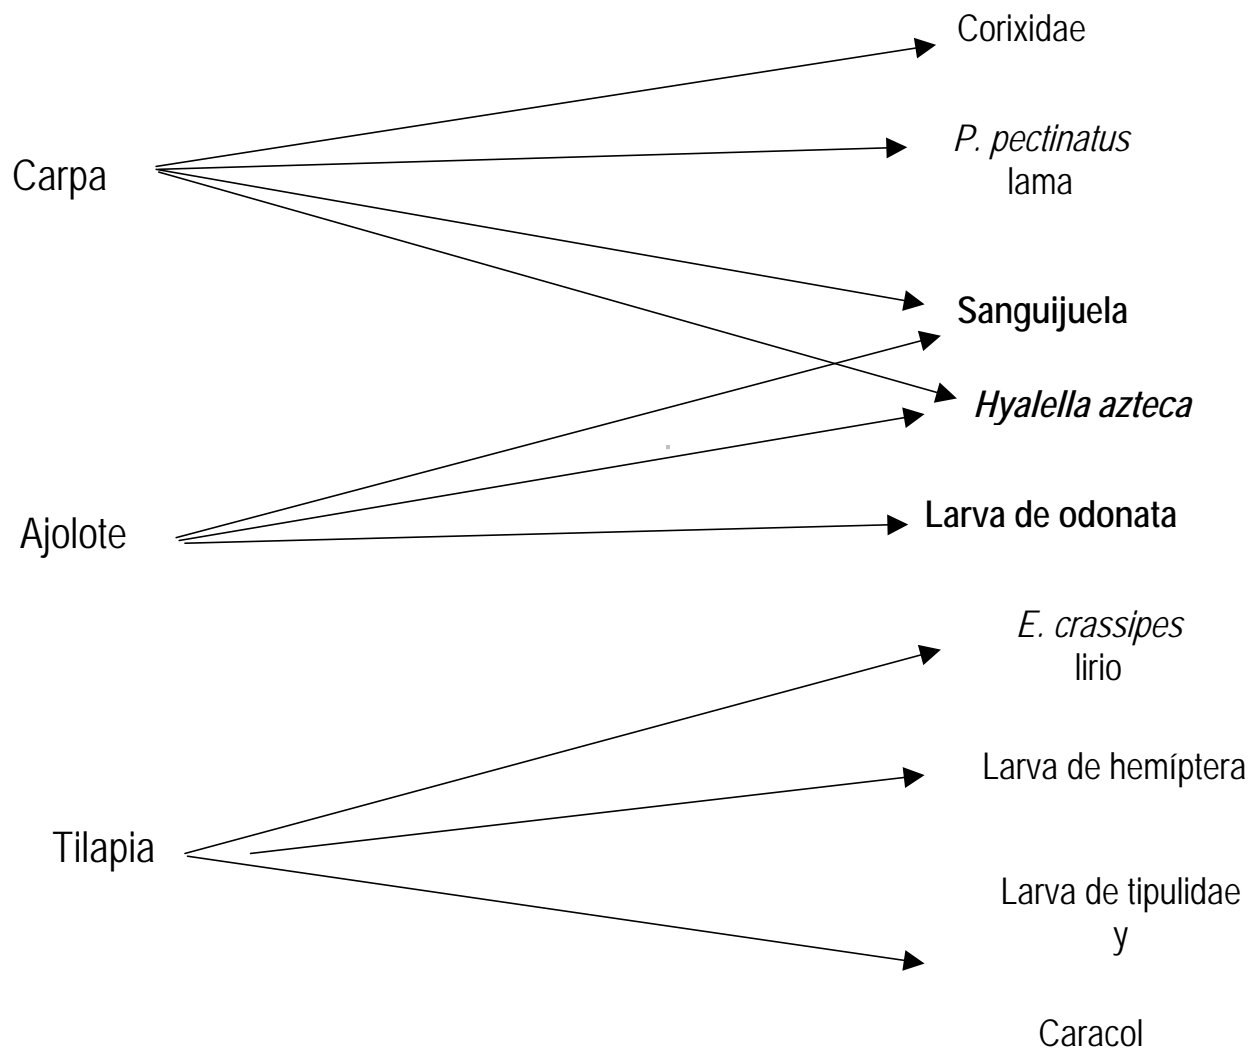 Corixidae
P. pectinatus
lama
Carpa
Sanguijuela
Hyalella azteca
Larva de odonata
Ajolote
E. crassipes
lirio
Larva de hemíptera
Tilapia
Larva de tipulidae
y
Caracol